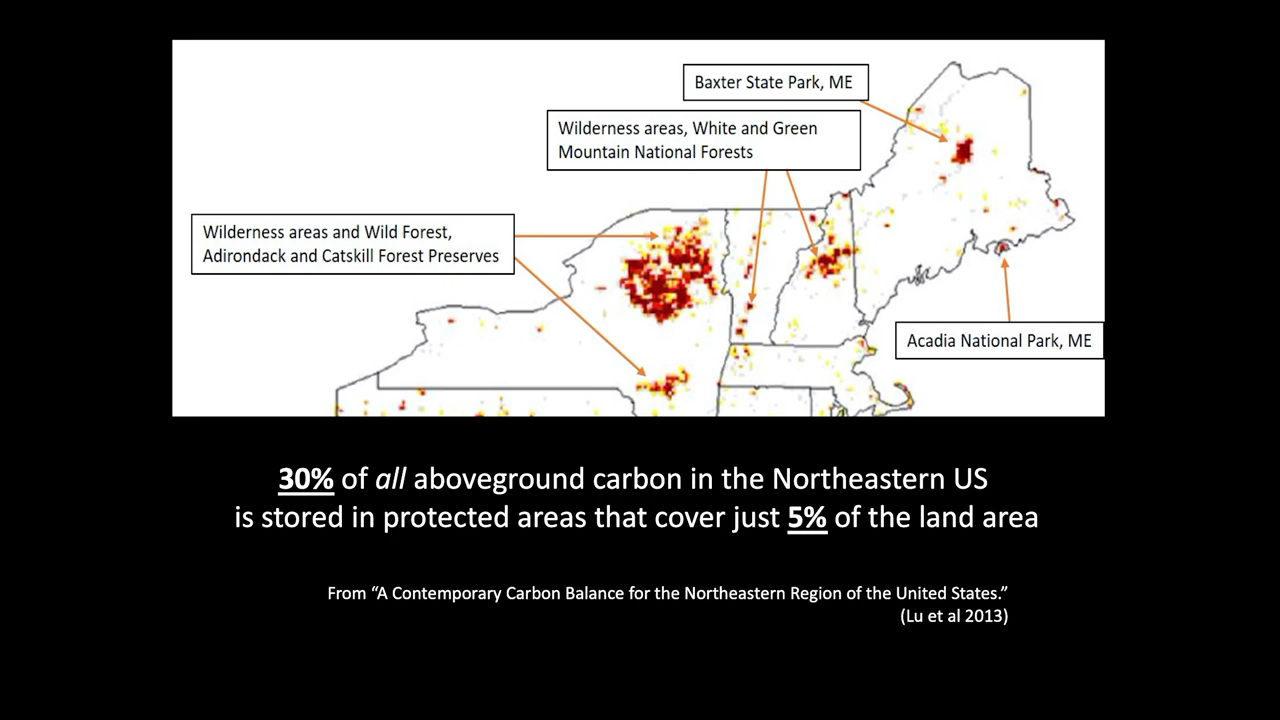 Baxter State Park, ME
Wilderness areas, White and Green
Mountain National Forests
Wilderness areas and Wild Forest,
Adirondack and Catskill Forest Preserves
Acadia National Park, ME
30% of all aboveground carbon in the Northeastern US
is stored in protected areas that cover just 5% of the land area
From “A Contemporary Carbon Balance for the Northeastern Region of the United States.”
(Lu et al 2013)